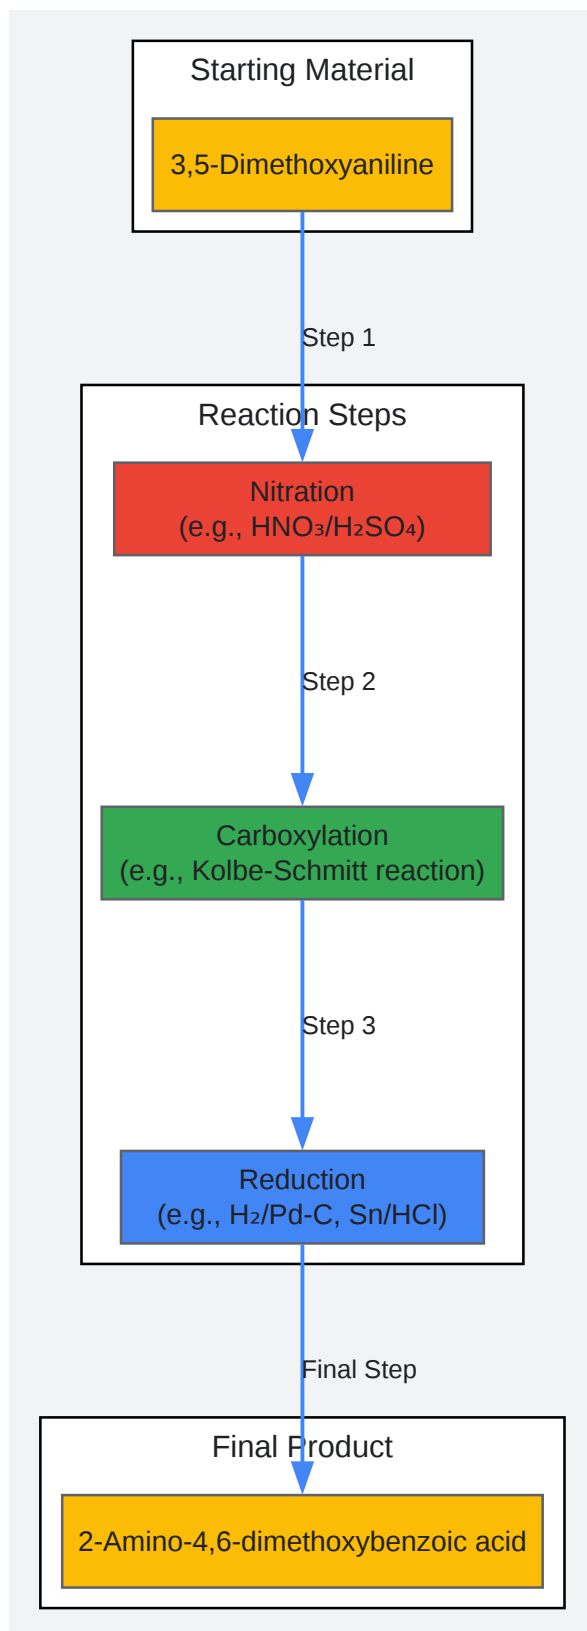 Starting Material
3,5-Dimethoxyaniline
Step 1
Reaction Steps
Nitration
(e.g., HNO₃/H₂SO₄)
Step 2
Carboxylation
(e.g., Kolbe-Schmitt reaction)
Step 3
Reduction
(e.g., H₂/Pd-C, Sn/HCl)
Final Step
Final Product
2-Amino-4,6-dimethoxybenzoic acid